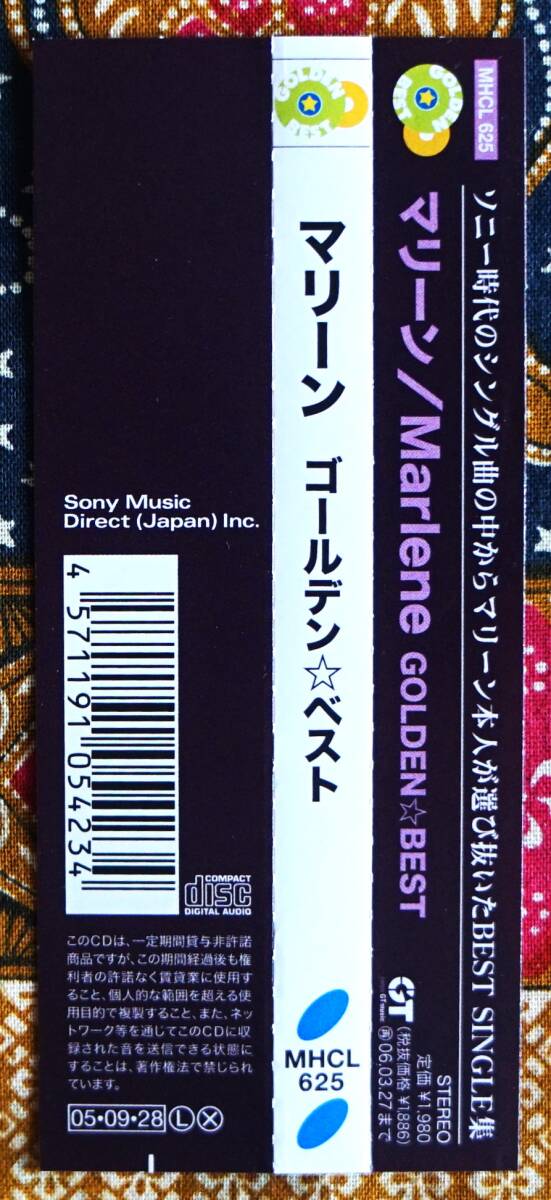 MHCL 625
GOLDEN BEST
ソニー時代のシングル曲の中からマリーン本人が選び抜いたBEST SINGLE集
マリーン/Marlene GOLDEN☆BEST
GT
GT music
STEREO
定価 ¥1,980
(税抜価格 ¥1,886)
再 06.03.27まで
GOLDEN BEST
マリーン ゴールデン☆ベスト
MHCL
625
Sony Music
Direct (Japan) Inc.
4 571191 054234
COMPACT
disc
DIGITAL AUDIO
このCDは、一定期間貸与非許諾
商品ですが、この期間経過後も権
利者の許諾なく賃貸業に使用す
ること、個人的な範囲を超える使
用目的で複製すること、また、ネッ
トワーク等を通じてこのCDに収
録された音を送信できる状態に
することは、著作権法で禁じられ
ています。
05•09•28 Ⓛ Ⓧ